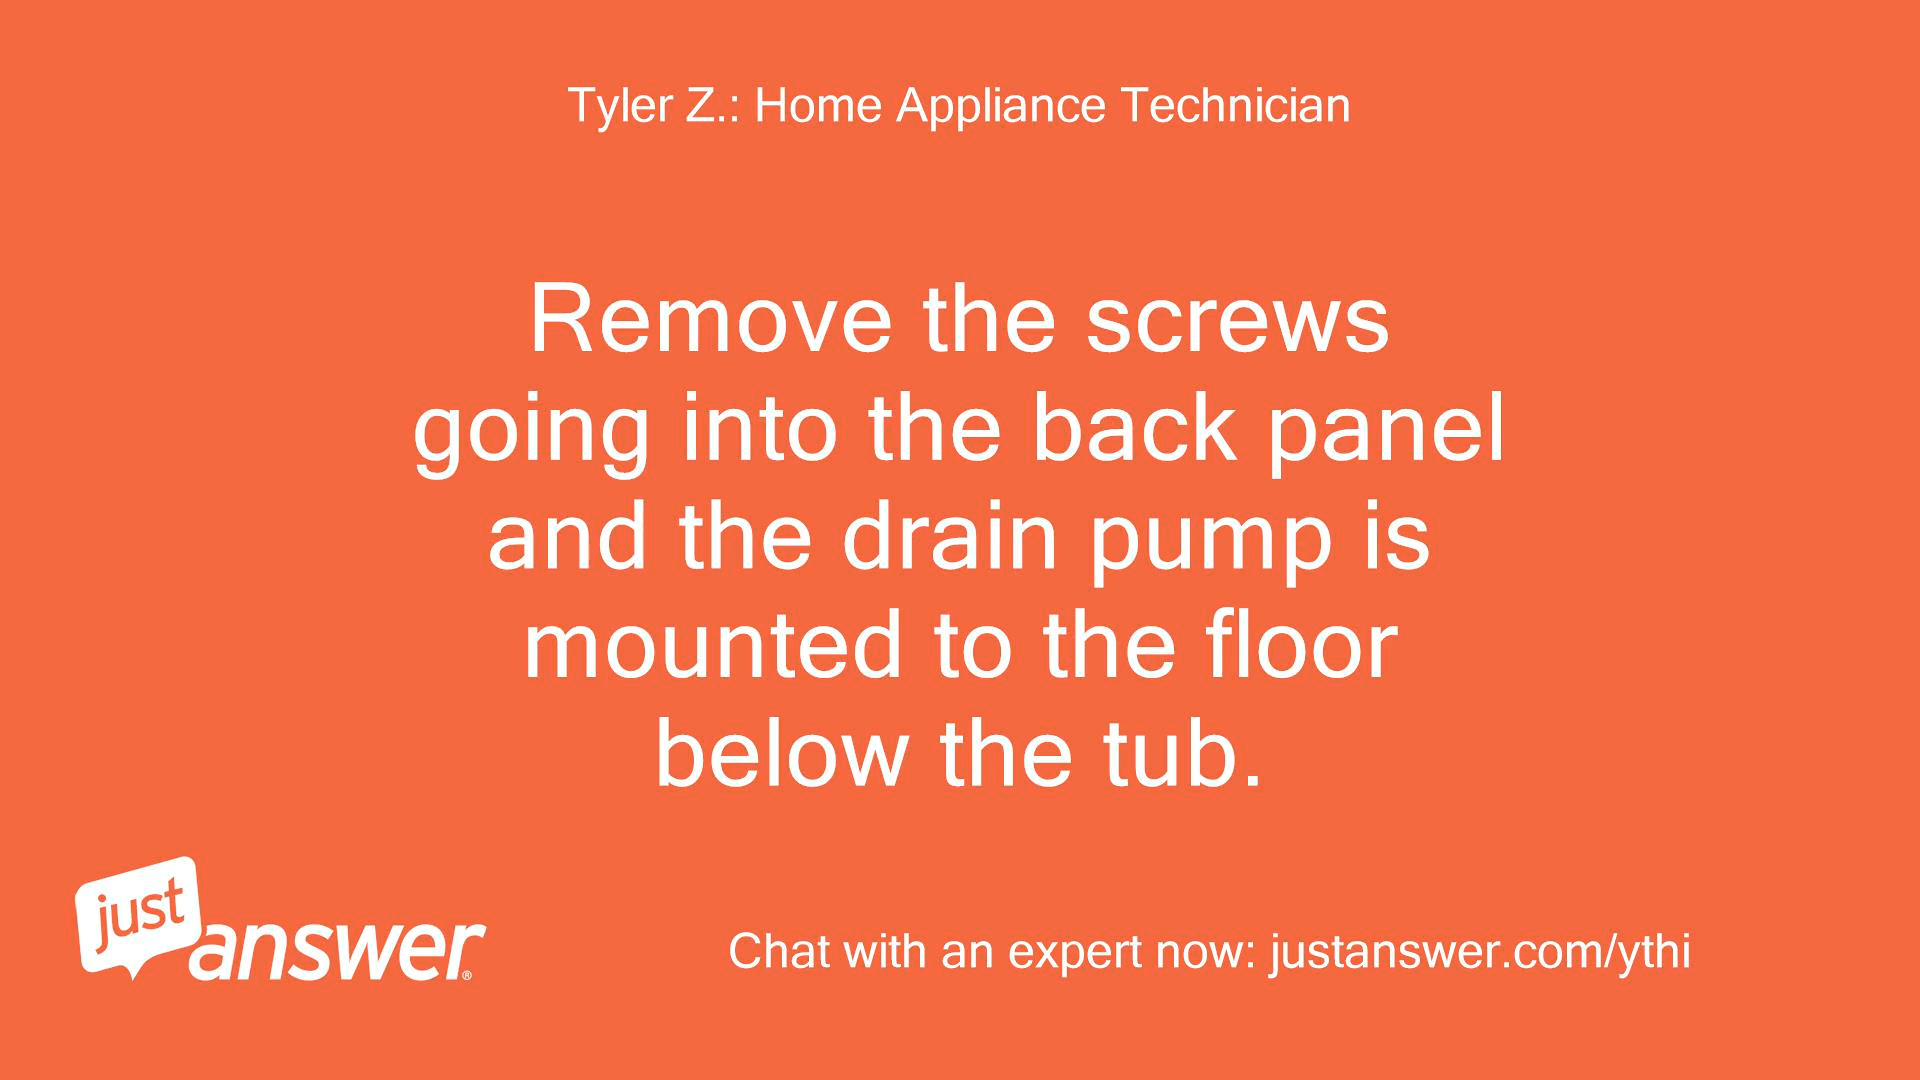 Tyler Z.: Home Appliance Technician
Remove the screws
going into the back panel
and the drain pump is
mounted to the floor
below the tub.
just
answer®
Chat with an expert now: justanswer.com/ythi